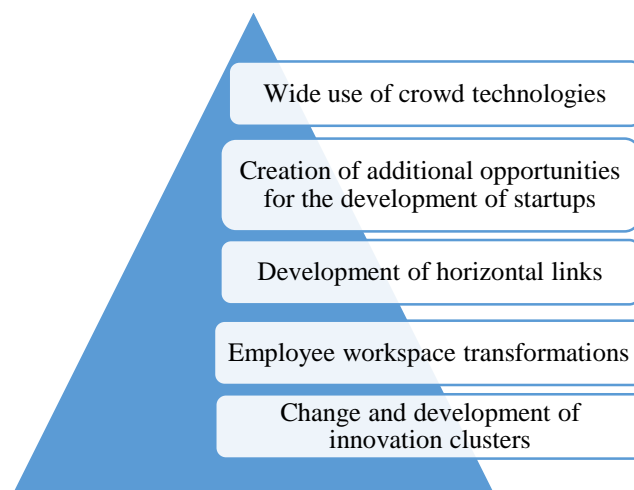 Wide use of crowd technologies
Creation of additional opportunities
for the development of startups
Development of horizontal links
Employee workspace transformations
Change and development of
innovation clusters